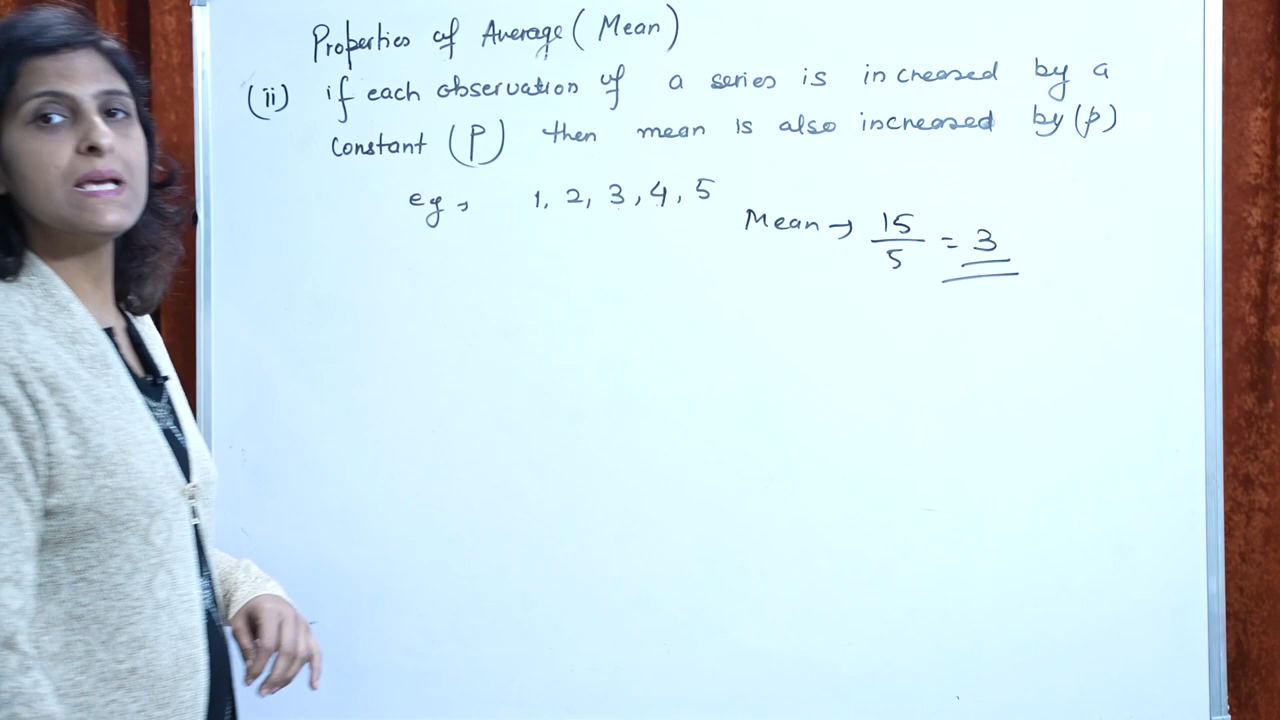 Properties of Average (Mean)
(ii) if each observation of a series is increased by a
constant (P) then mean is also increased by (p)
eg, 1, 2, 3, 4, 5
Mean → 15/5 = 3